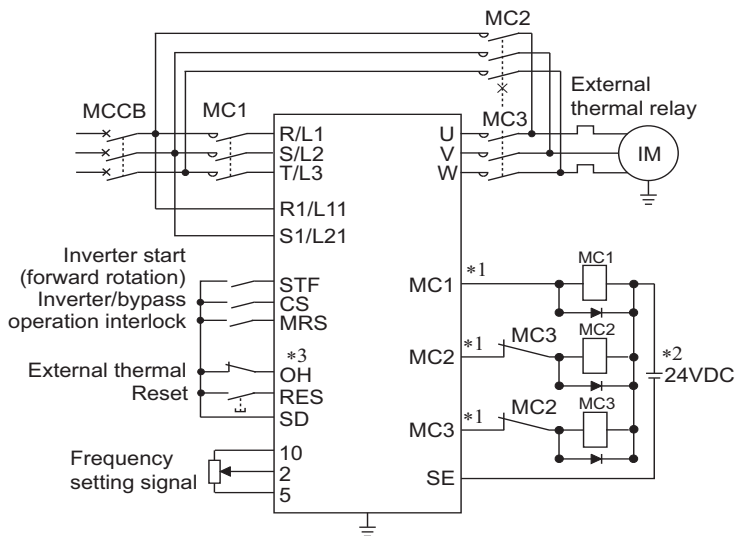 MC2
MCCB
MC1
External
thermal relay
MC3
R/L1
S/L2
T/L3
U
V
W
IM
R1/L11
S1/L21
Inverter start
(forward rotation)
Inverter/bypass
operation interlock
STF
CS
MRS
*3
External thermal
OH
Reset
RES
SD
Frequency
setting signal
10
2
5
MC1
*1
MC1
MC2
*1
MC3
MC2
*2
24VDC
MC3
*1
MC2
MC3
SE